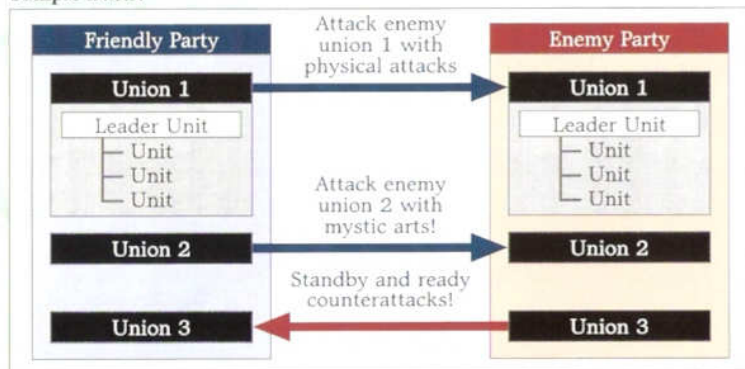 Friendly Party
Union 1
Leader Unit
Unit
Unit
Unit
Union 2
Union 3
Attack enemy
union 1 with
physical attacks
Attack enemy
union 2 with
mystic arts!
Standby and ready
counterattacks!
Enemy Party
Union 1
Leader Unit
Unit
Unit
Unit
Union 2
Union 3